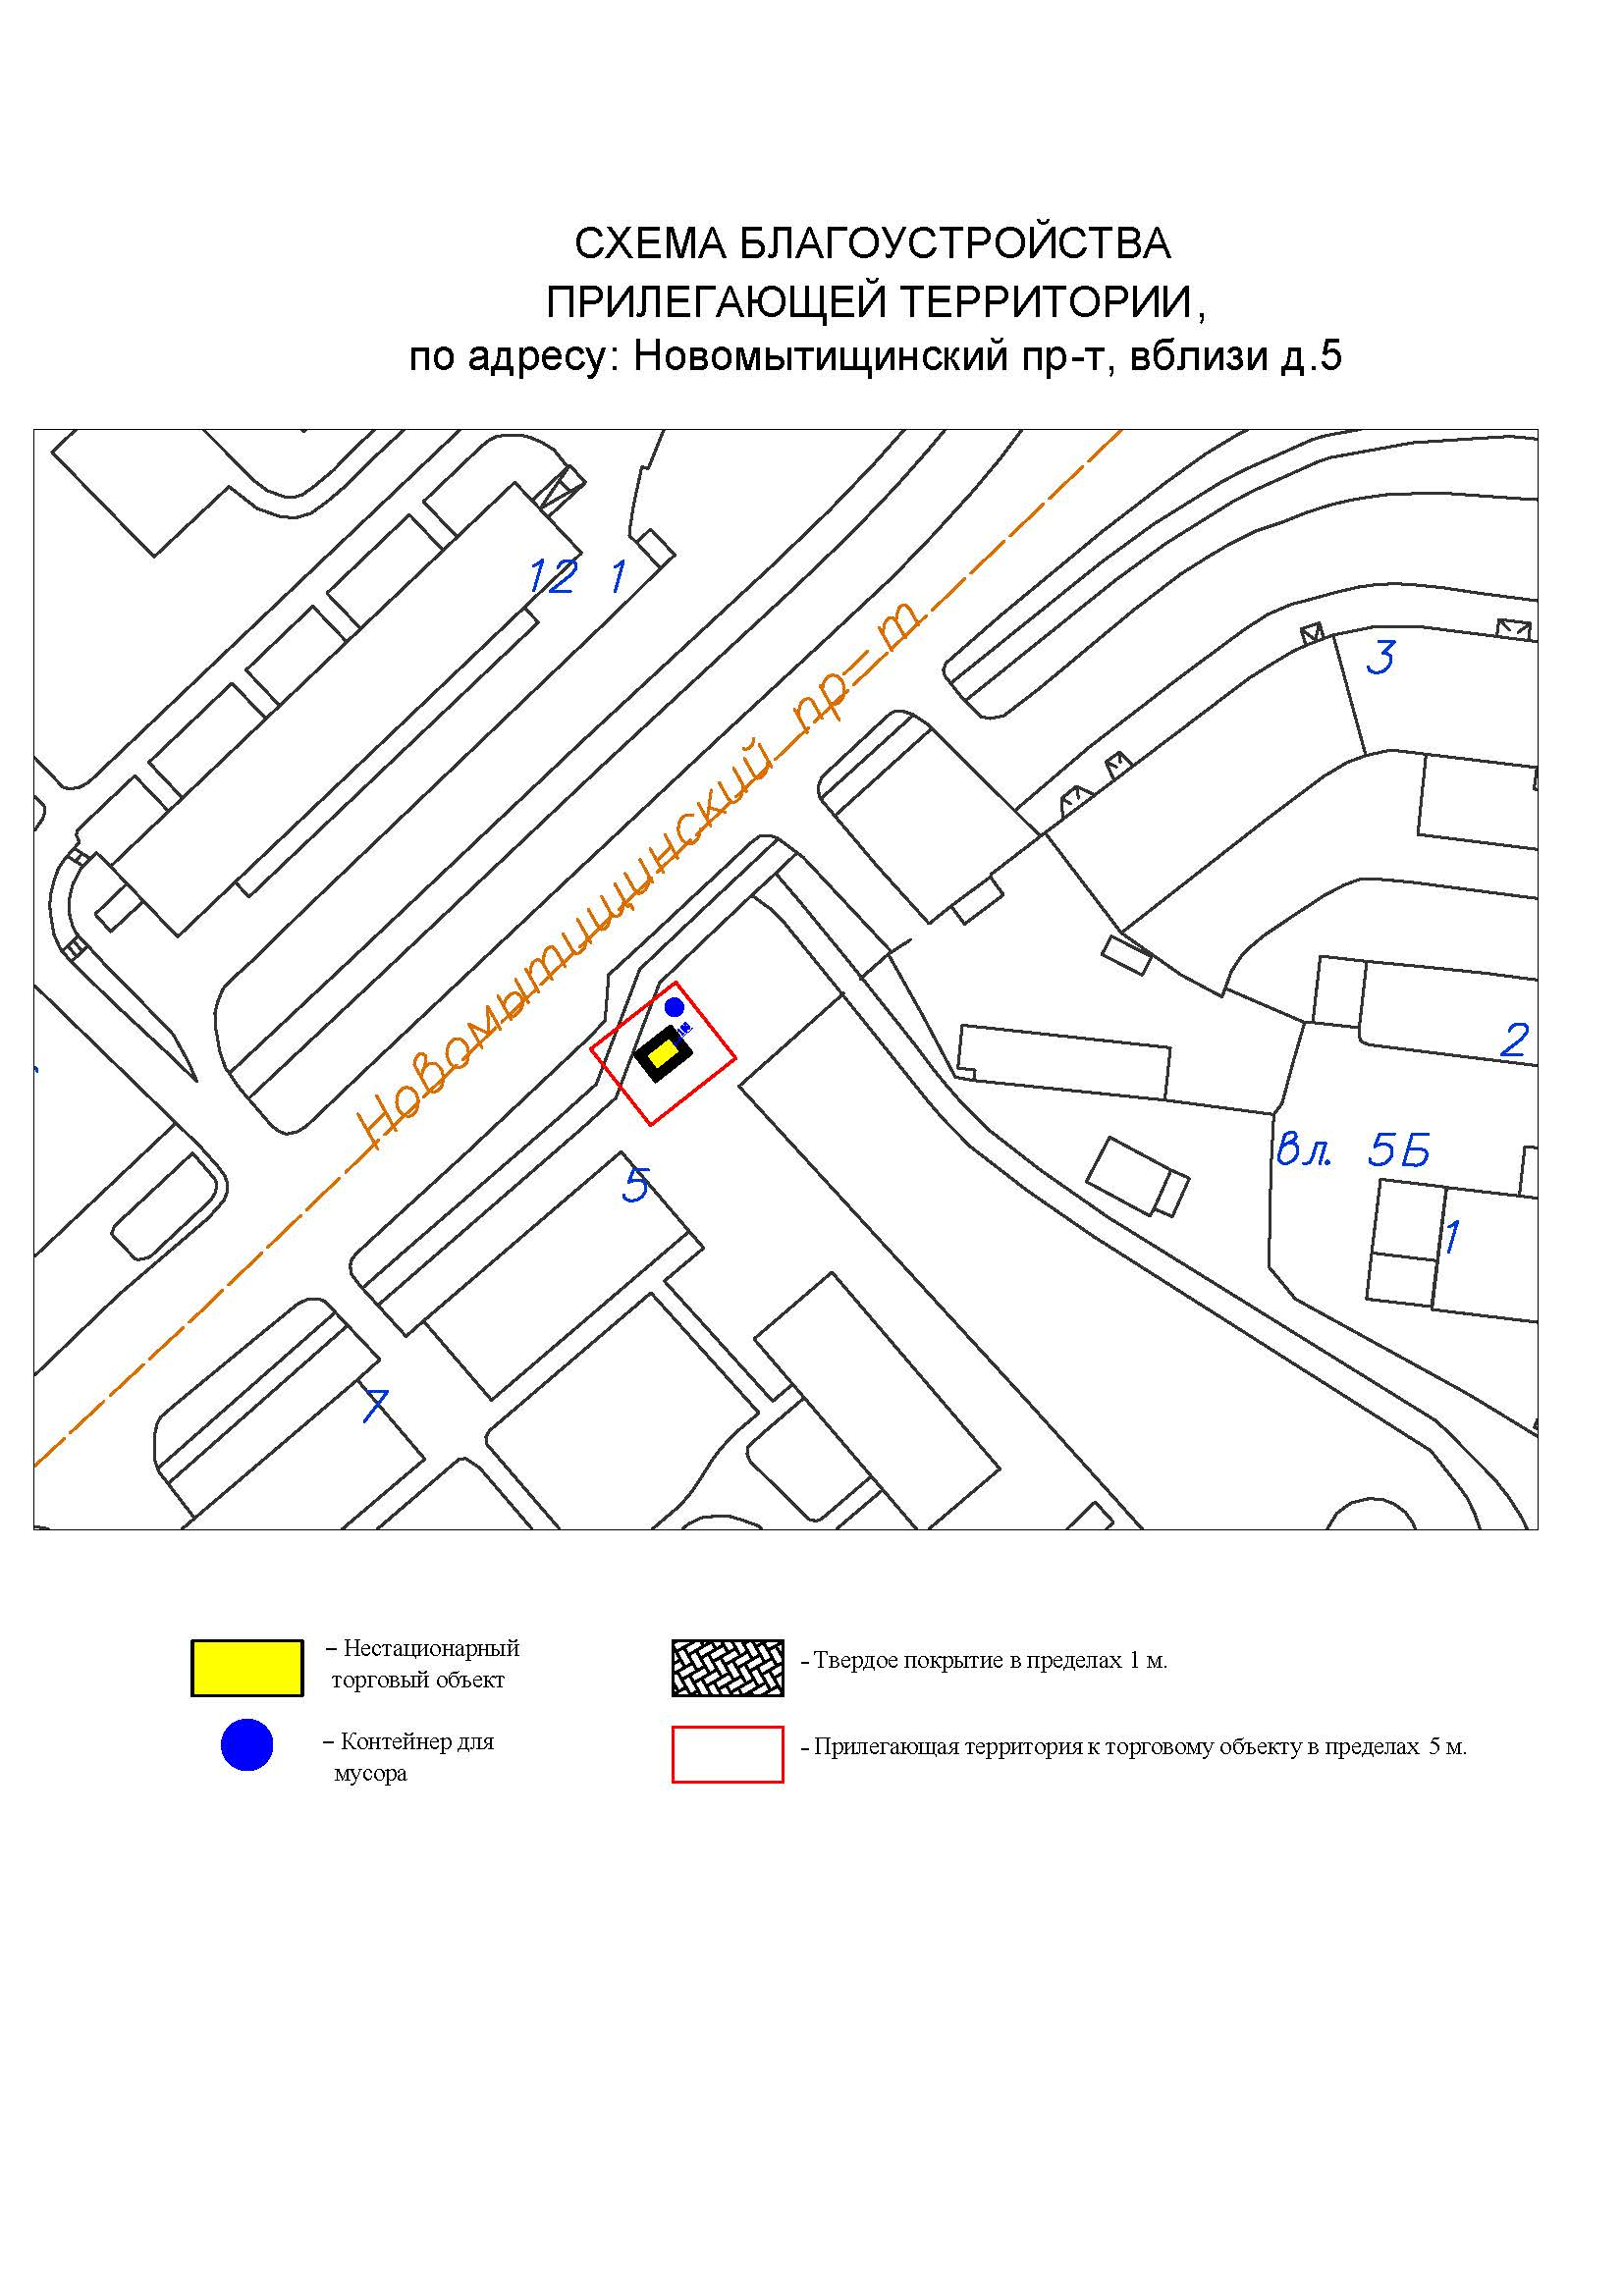 СХЕМА БЛАГОУСТРОЙСТВА
ПРИЛЕГАЮЩЕЙ ТЕРРИТОРИИ,
по адресу: Новомытищинский пр-т, вблизи д.5
12 1
3
Новомытищинский пр-т
2
вл. 5Б
5
1
7
– Нестационарный
торговый объект
– Твердое покрытие в пределах 1 м.
– Контейнер для
мусора
– Прилегающая территория к торговому объекту в пределах 5 м.